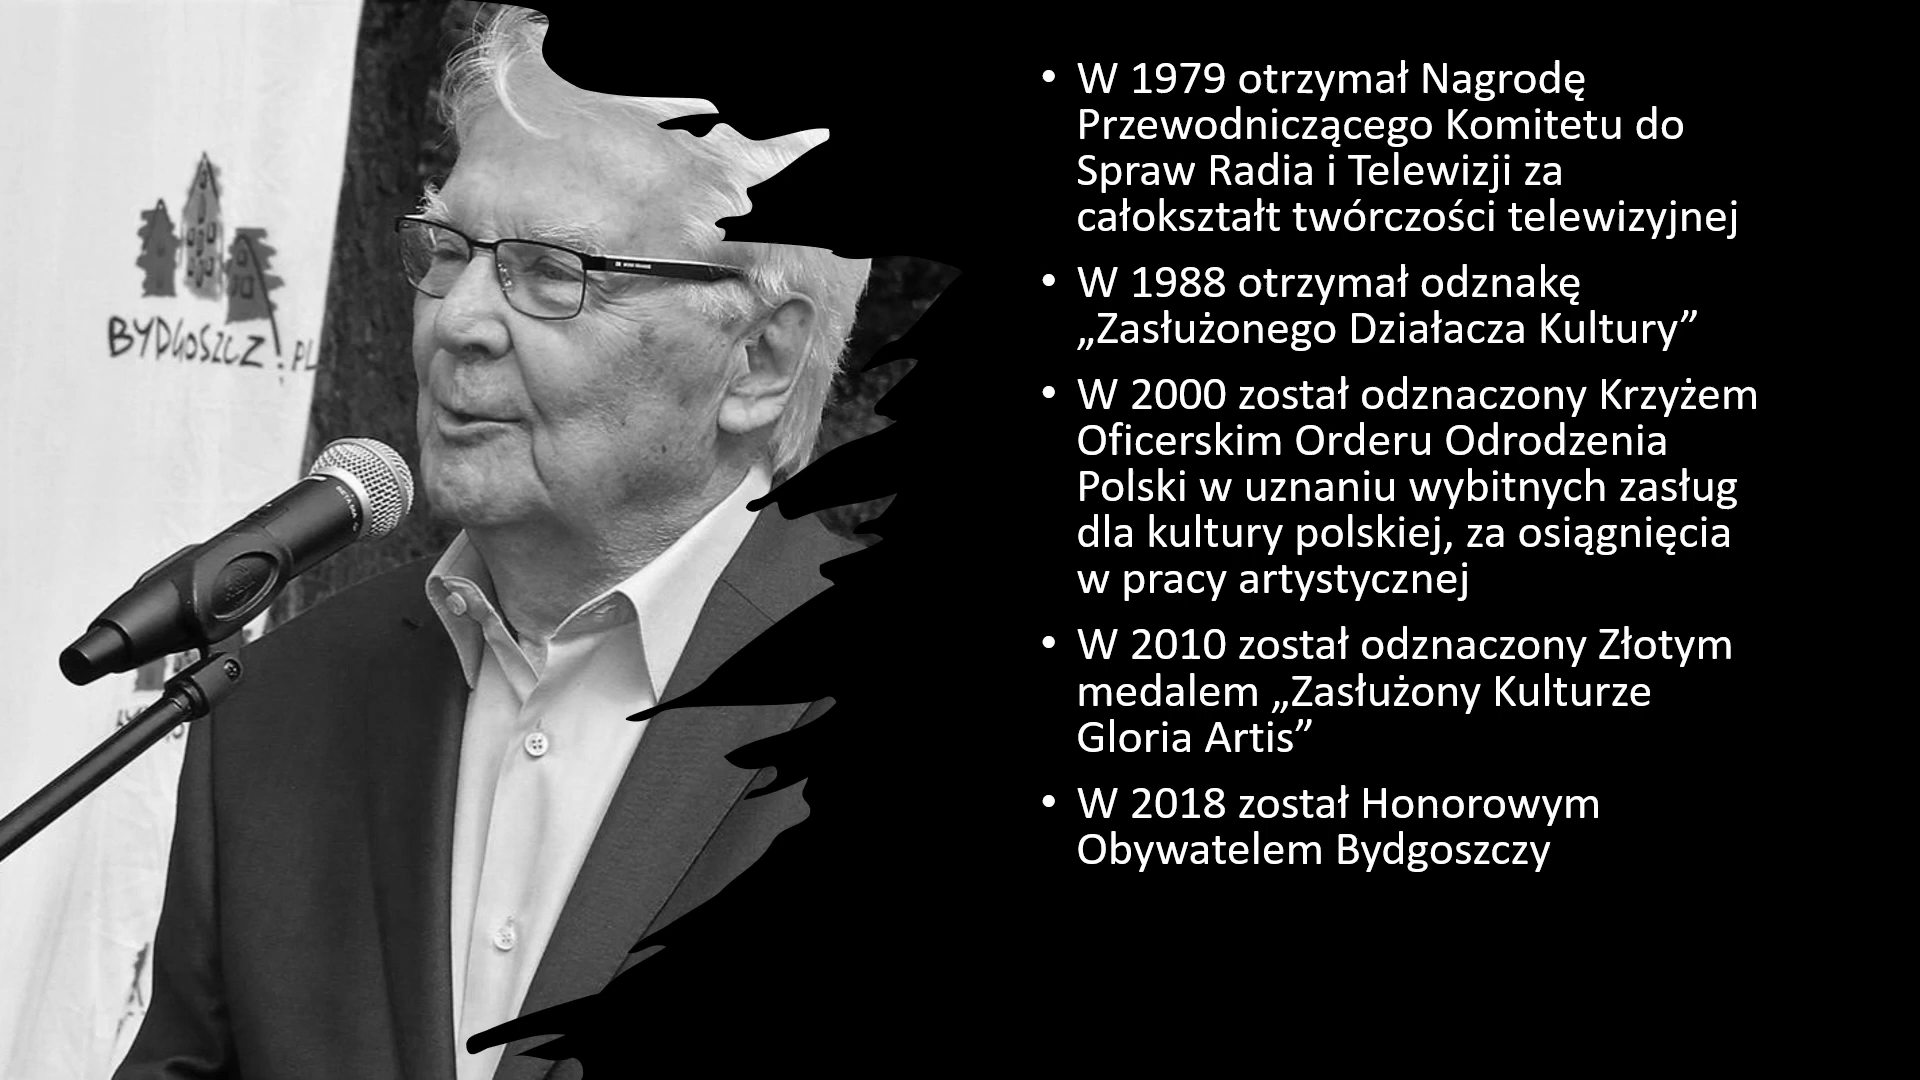 BYDGOSZCZ.PL
• W 1979 otrzymał Nagrodę
Przewodniczącego Komitetu do
Spraw Radia i Telewizji za
całokształt twórczości telewizyjnej
• W 1988 otrzymał odznakę
„Zasłużonego Działacza Kultury”
• W 2000 został odznaczony Krzyżem
Oficerskim Orderu Odrodzenia
Polski w uznaniu wybitnych zasług
dla kultury polskiej, za osiągnięcia
w pracy artystycznej
• W 2010 został odznaczony Złotym
medalem „Zasłużony Kulturze
Gloria Artis”
• W 2018 został Honorowym
Obywatelem Bydgoszczy